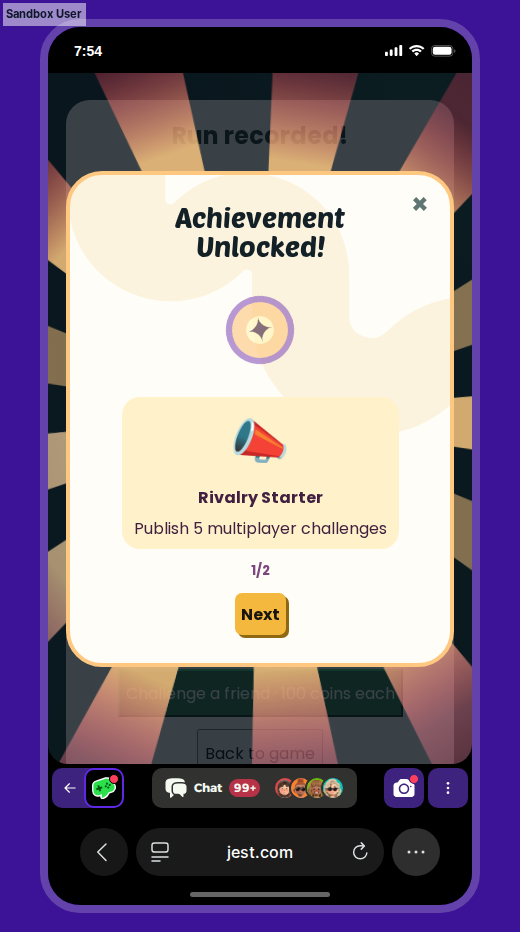 Sandbox User
7:54
Run recorded!
Achievement
Unlocked!
Rivalry Starter
Publish 5 multiplayer challenges
1/2
Next
Challenge a friend · 100 coins each
Back to game
Chat 99+
jest.com